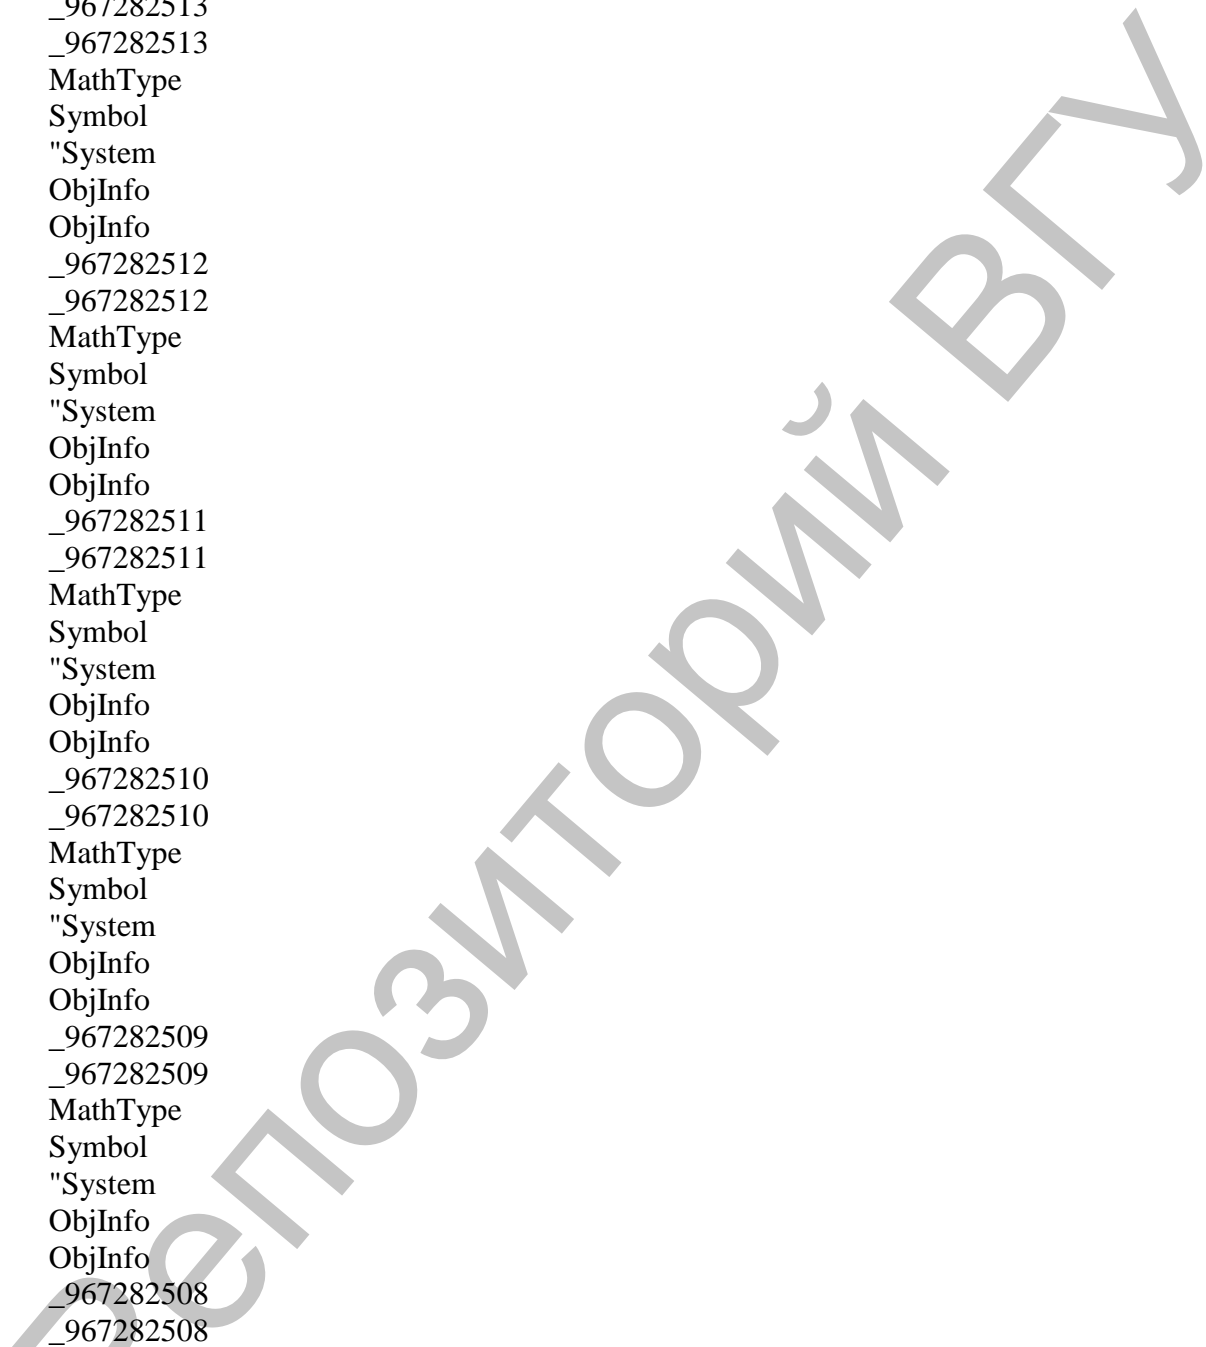 _967282513
_967282513
MathType
Symbol
"System
ObjInfo
ObjInfo
_967282512
_967282512
MathType
Symbol
"System
ObjInfo
ObjInfo
_967282511
_967282511
MathType
Symbol
"System
ObjInfo
ObjInfo
_967282510
_967282510
MathType
Symbol
"System
ObjInfo
ObjInfo
_967282509
_967282509
MathType
Symbol
"System
ObjInfo
ObjInfo
_967282508
_967282508
Репозиторий ВГУ